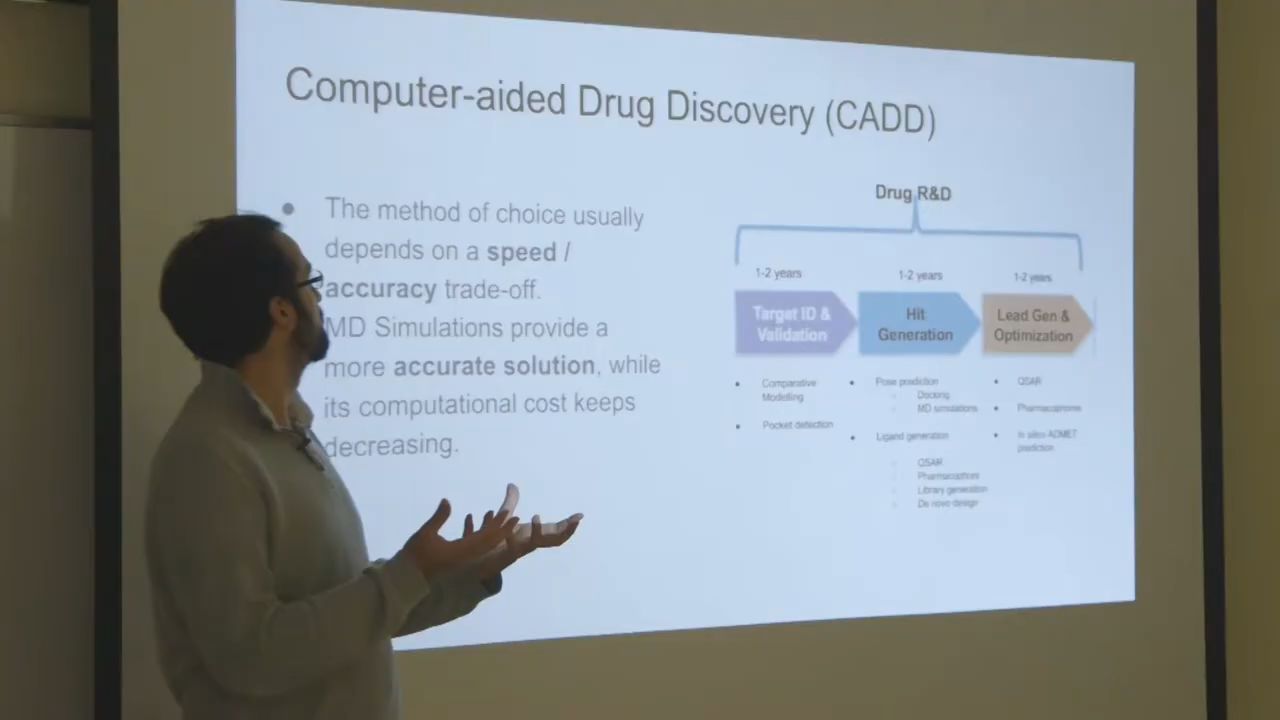 Computer-aided Drug Discovery (CADD)
• The method of choice usually
depends on a speed /
accuracy trade-off.
MD Simulations provide a
more accurate solution, while
its computational cost keeps
decreasing.
Drug R&D
1-2 years
1-2 years
1-2 years
Target ID &
Validation
Hit
Generation
Lead Gen &
Optimization
• Comparative
Modelling
• Pocket detection
• Pose prediction
Docking
MD simulations
• Ligand generation
QSAR
Library generation
De novo design
• QSAR
• In silico ADMET
prediction